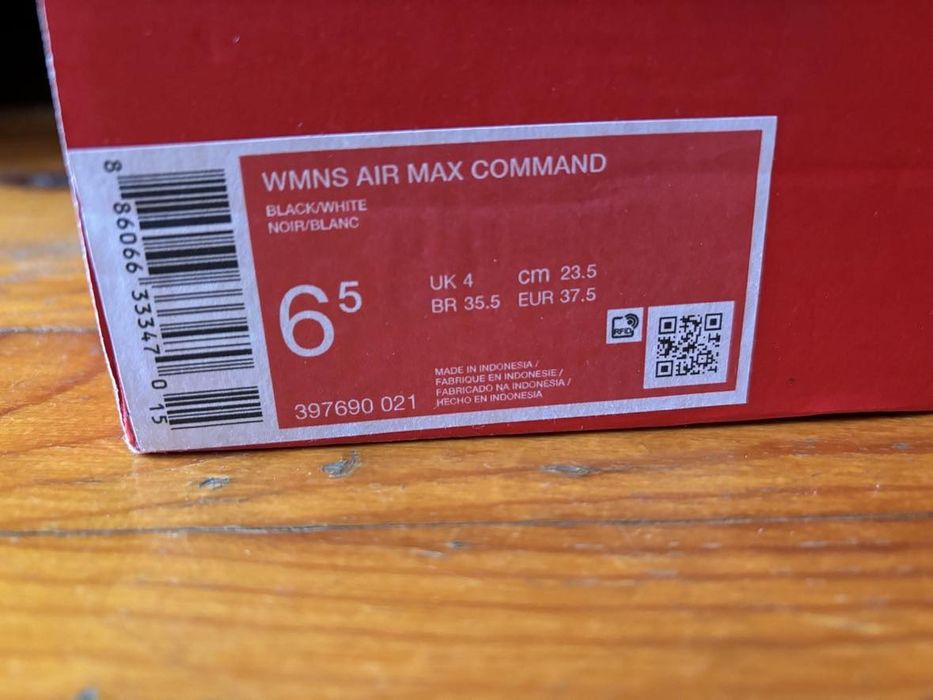 8 86066 33347 0 15
WMNS AIR MAX COMMAND
BLACK/WHITE
NOIR/BLANC
6⁵
UK 4 cm 23.5
BR 35.5 EUR 37.5
RFID
MADE IN INDONESIA /
FABRIQUE EN INDONESIE /
FABRICADO NA INDONESIA /
HECHO EN INDONESIA
397690 021